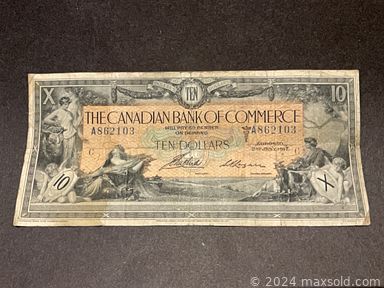 X TEN 10
THE CANADIAN BANK OF COMMERCE
WILL PAY TO BEARER
A862103 ON DEMAND A862103
C TEN DOLLARS TORONTO C
10 X
© 2024 maxsold.com